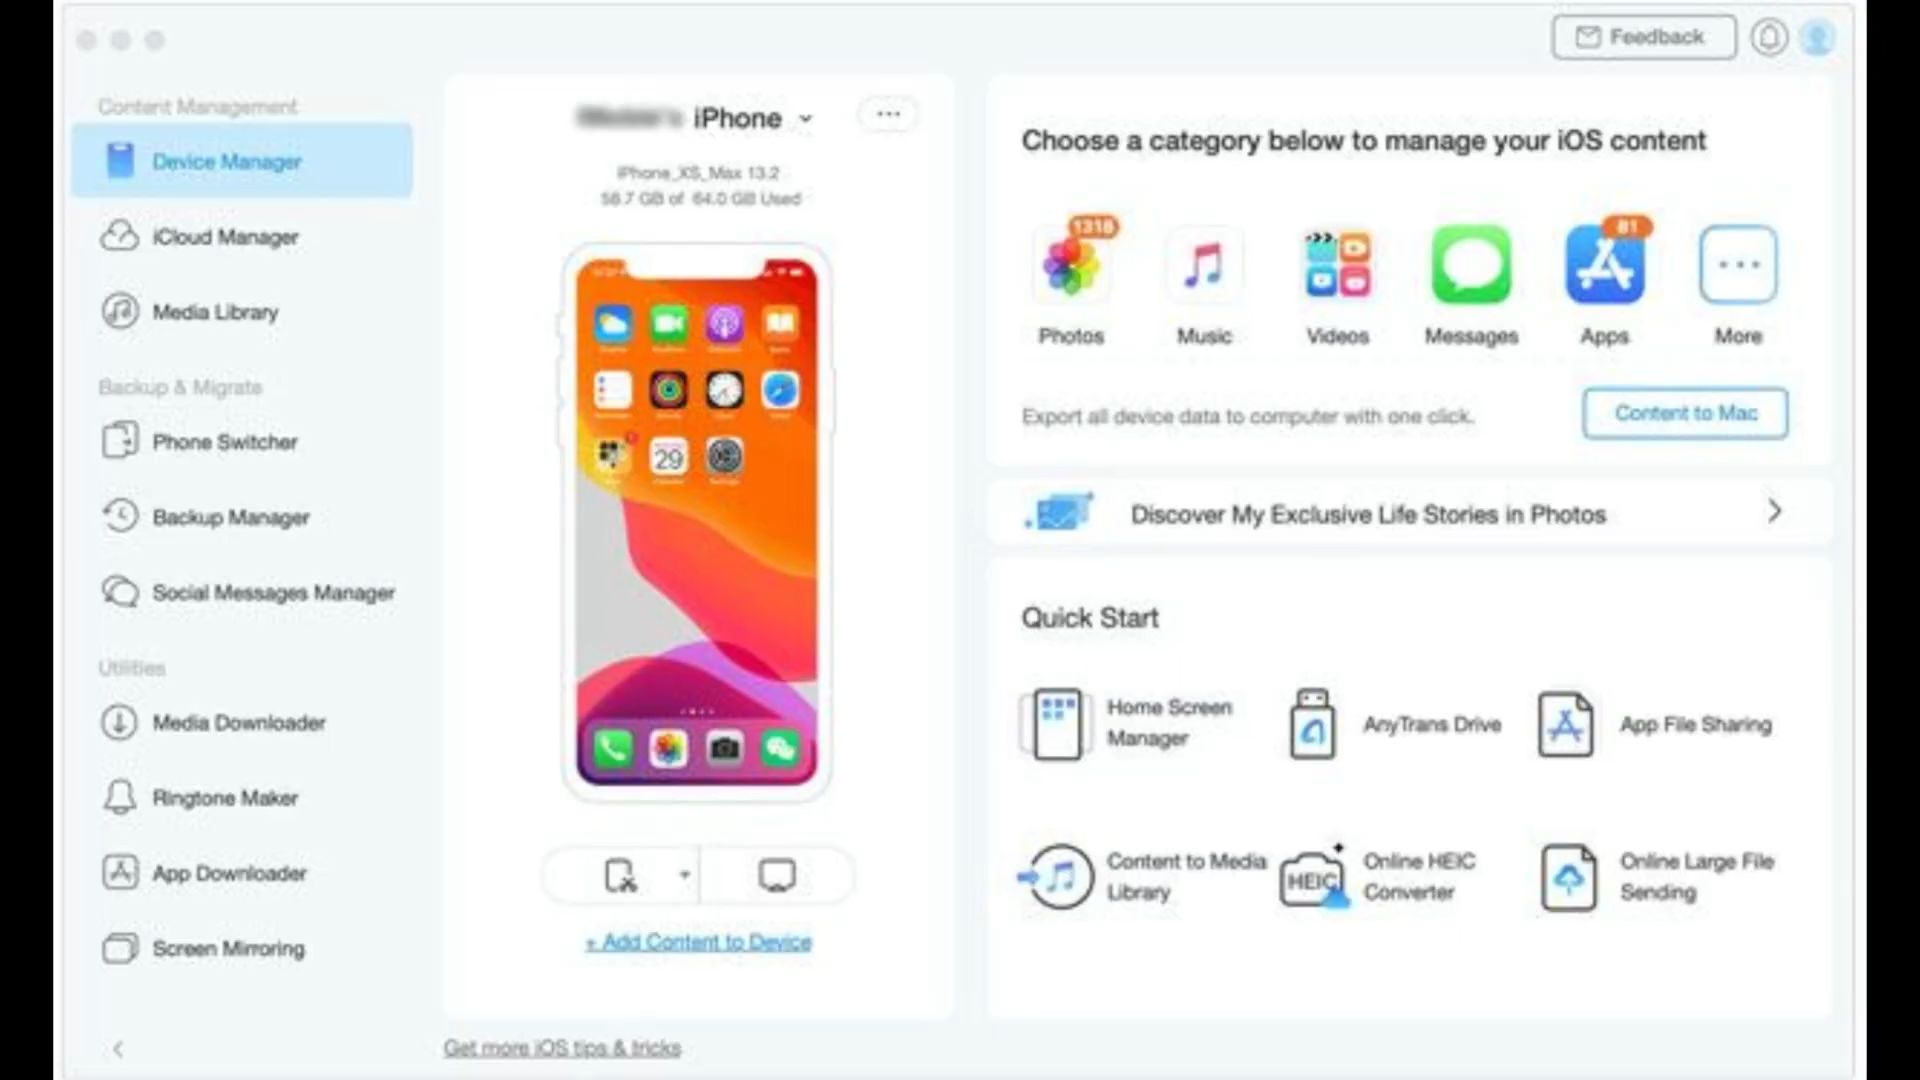 Feedback
Content Management
Device Manager
iCloud Manager
Media Library
Backup & Migrate
Phone Switcher
Backup Manager
Social Messages Manager
Utilities
Media Downloader
Ringtone Maker
App Downloader
Screen Mirroring
iPhone
iPhone_XS_Max 13.2
58.7 GB of 64.0 GB Used
29
+ Add Content to Device
Get more iOS tips & tricks
Choose a category below to manage your iOS content
1318
81
Photos Music Videos Messages Apps More
Export all device data to computer with one click.
Content to Mac
Discover My Exclusive Life Stories in Photos
Quick Start
Home Screen
Manager
AnyTrans Drive
App File Sharing
Content to Media
Library
HEIC
Online HEIC
Converter
Online Large File
Sending